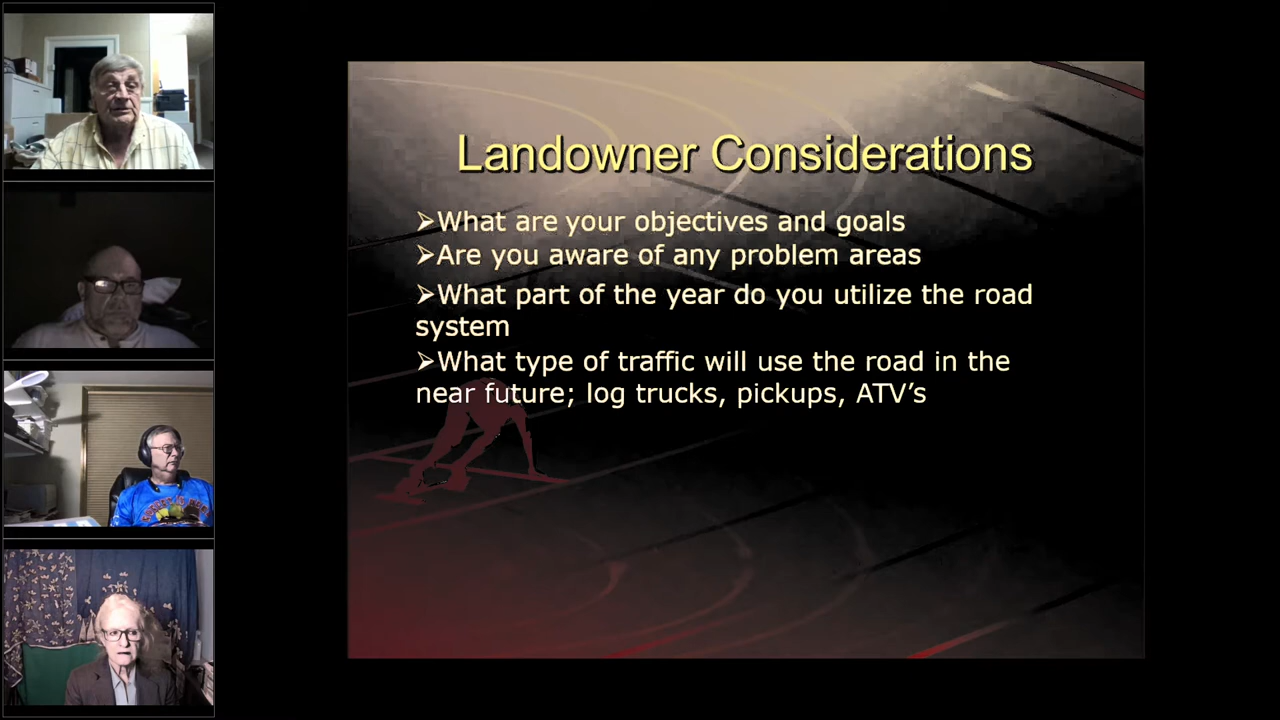 Landowner Considerations
➢What are your objectives and goals
➢Are you aware of any problem areas
➢What part of the year do you utilize the road
system
➢What type of traffic will use the road in the
near future; log trucks, pickups, ATV’s